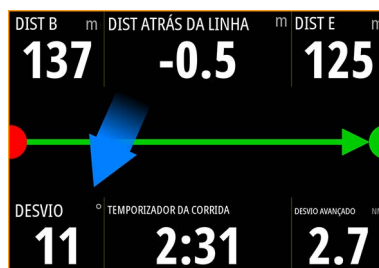 DIST B m DIST ATRÁS DA LINHA m DIST E m
137 -0.5 125
DESVIO ° TEMPORIZADOR DA CORRIDA DESVIO AVANÇADO NM
11 2:31 2.7